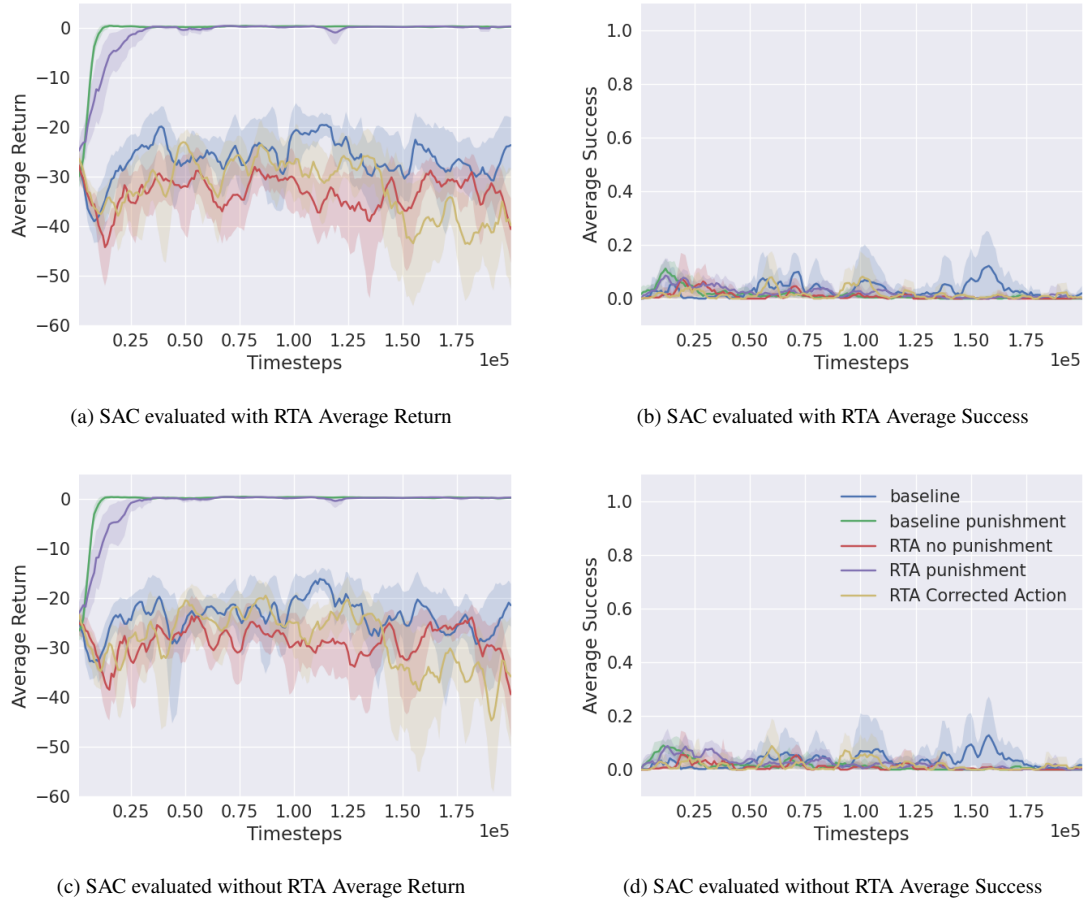 0
−10
−20
−30
−40
−50
−60
Average Return
0.25 0.50 0.75 1.00 1.25 1.50 1.75
1e5
Timesteps
(a) SAC evaluated with RTA Average Return
1.0
0.8
0.6
0.4
0.2
0.0
Average Success
0.25 0.50 0.75 1.00 1.25 1.50 1.75
1e5
Timesteps
(b) SAC evaluated with RTA Average Success
0
−10
−20
−30
−40
−50
−60
Average Return
0.25 0.50 0.75 1.00 1.25 1.50 1.75
1e5
Timesteps
(c) SAC evaluated without RTA Average Return
1.0
0.8
0.6
0.4
0.2
0.0
Average Success
baseline
baseline punishment
RTA no punishment
RTA punishment
RTA Corrected Action
0.25 0.50 0.75 1.00 1.25 1.50 1.75
1e5
Timesteps
(d) SAC evaluated without RTA Average Success